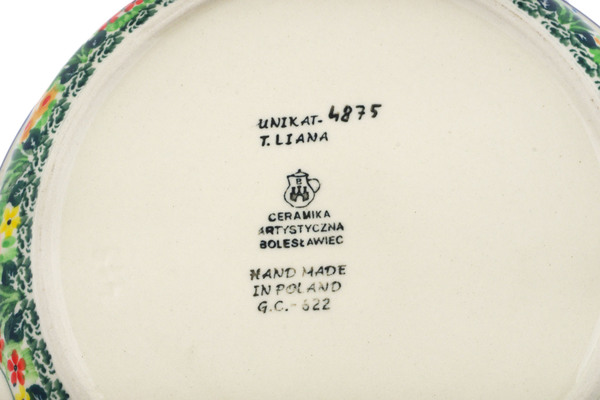 UNIKAT-4875
T. LIANA
B
CERAMIKA
ARTYSTYCZNA
BOLESŁAWIEC
HAND MADE
IN POLAND
G.C.-622